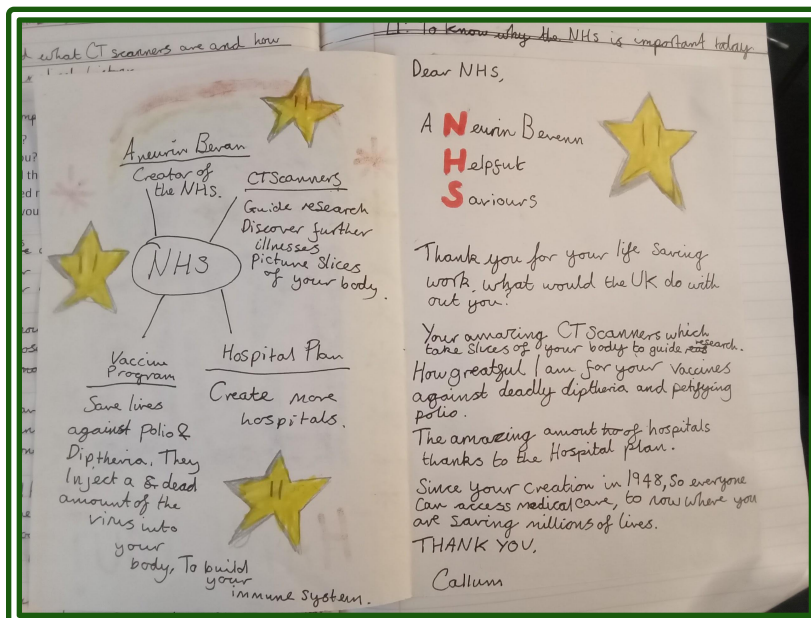 d what CT scanners are and how
LI: To know why the NHS is important today.
Aneurin Bevan
Creator of
the NHS.
CT Scanners
Guide research
Discover further
illnesses
Picture slices
of your body.
NHS
Vaccine
Program
Save lives
against polio &
Diptheria. They
Inject a & dead
amount of the
virus into
your
body, To build
your
immune system.
Hospital Plan
Create more
hospitals.
Dear NHS,
A Neurin Bevenn
Helpfut
Saviours
Thank you for your life saving
work. What would the UK do with
out you?
Your amazing CT Scanners which
take slices of your body to guide research.
How greatful I am for your vaccines
against deadly diptheria and petifying
polio.
The amazing amout of hospitals
thanks to the Hospital plan.
Since your creation in 1948, So everyone
can access medical care, to now where you
are saving millions of lives.
THANK YOU,
Callum